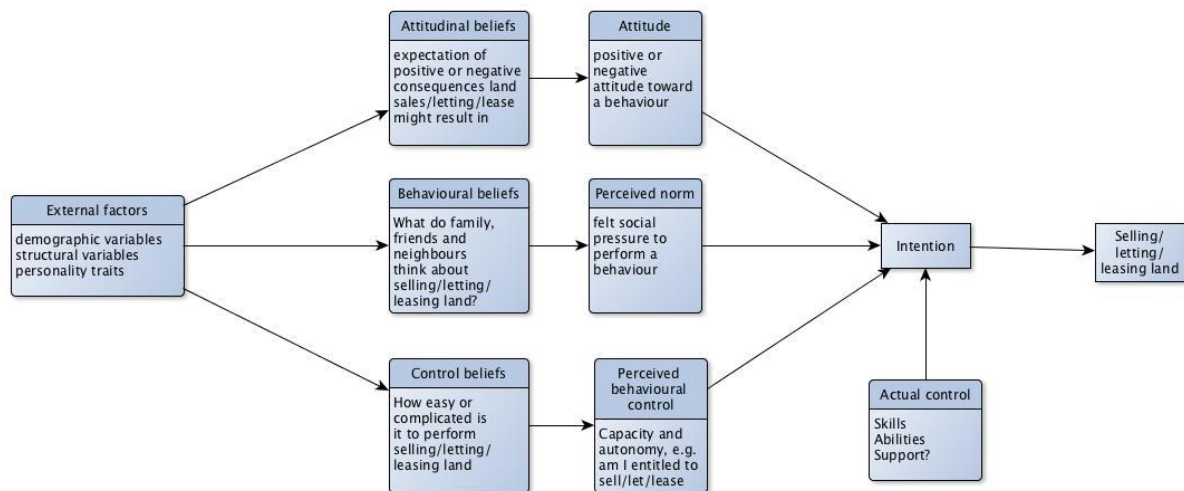 Attitudinal beliefs
expectation of
positive or negative
consequences land
sales/letting/lease
might result in
Attitude
positive or
negative
attitude toward
a behaviour
External factors
demographic variables
structural variables
personality traits
Behavioural beliefs
What do family,
friends and
neighbours
think about
selling/letting/
leasing land?
Perceived norm
felt social
pressure to
perform a
behaviour
Intention
Selling/
letting/
leasing land
Control beliefs
How easy or
complicated is
it to perform
selling/letting/
leasing land
Perceived
behavioural
control
Capacity and
autonomy, e.g.
am I entitled to
sell/let/lease
Actual control
Skills
Abilities
Support?